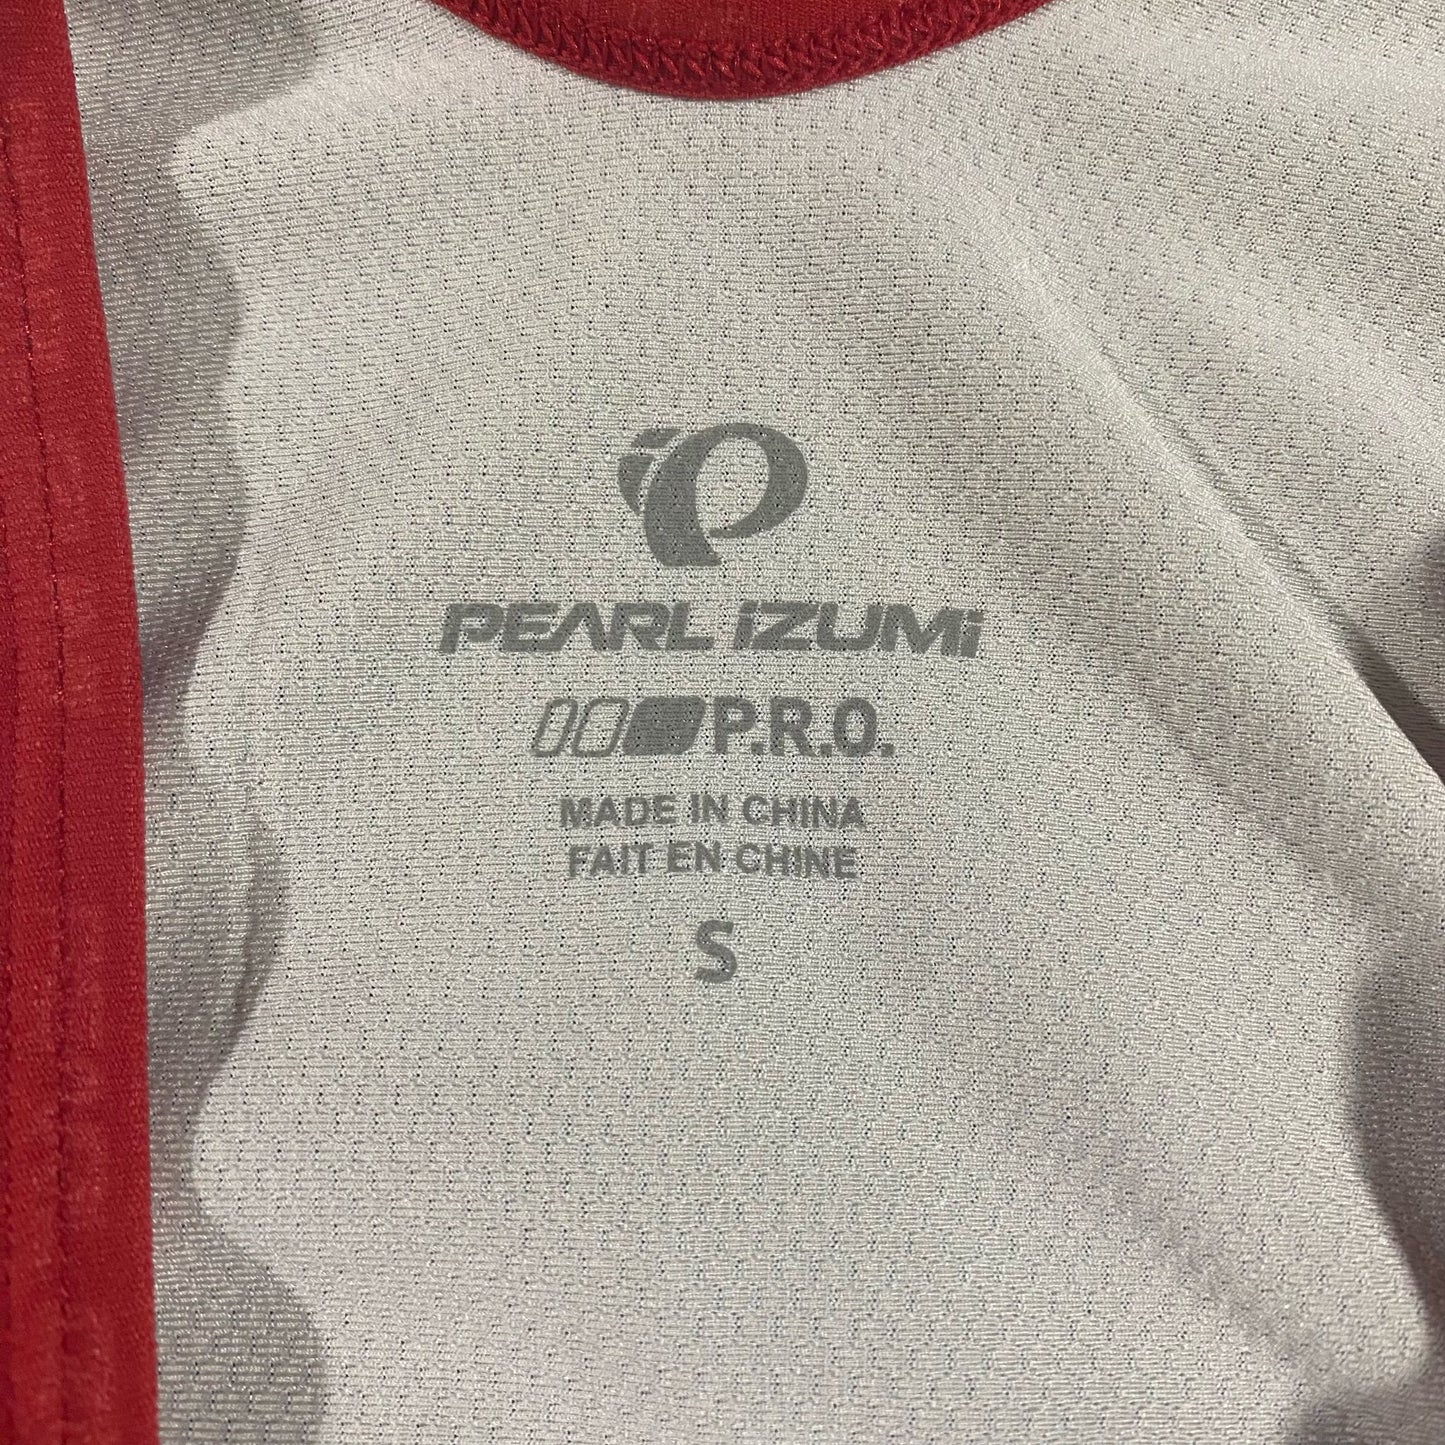 PEARL iZUMi
P.R.O.
MADE IN CHINA
FAIT EN CHINE
S